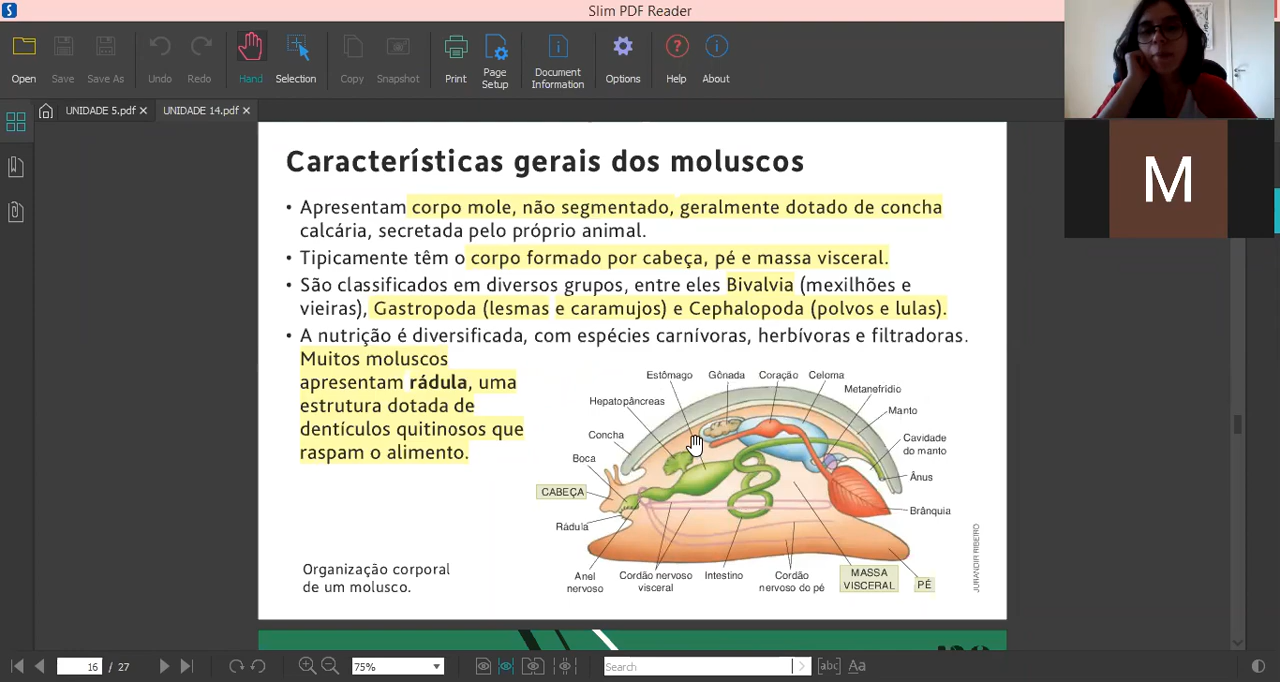 Slim PDF Reader
Open Save Save As Undo Redo Hand Selection Copy Snapshot Print Page Setup Document Information Options Help About
UNIDADE 5.pdf UNIDADE 14.pdf
M
Características gerais dos moluscos
• Apresentam corpo mole, não segmentado, geralmente dotado de concha
calcária, secretada pelo próprio animal.
• Tipicamente têm o corpo formado por cabeça, pé e massa visceral.
• São classificados em diversos grupos, entre eles Bivalvia (mexilhões e
vieiras), Gastropoda (lesmas e caramujos) e Cephalopoda (polvos e lulas).
• A nutrição é diversificada, com espécies carnívoras, herbívoras e filtradoras.
Muitos moluscos
apresentam rádula, uma
estrutura dotada de
dentículos quitinosos que
raspam o alimento.
Estômago Gônada Coração Celoma
Metanefrídio
Hepatopâncreas
Manto
Concha
Cavidade
do manto
Boca
Ânus
CABEÇA
Brânquia
Rádula
Anel
nervoso
Cordão nervoso
visceral
Intestino
Cordão
nervoso do pé
MASSA
VISCERAL
PÉ
JURANDIR RIBEIRO
Organização corporal
de um molusco.
16 / 27 75% Search [abc] Aa